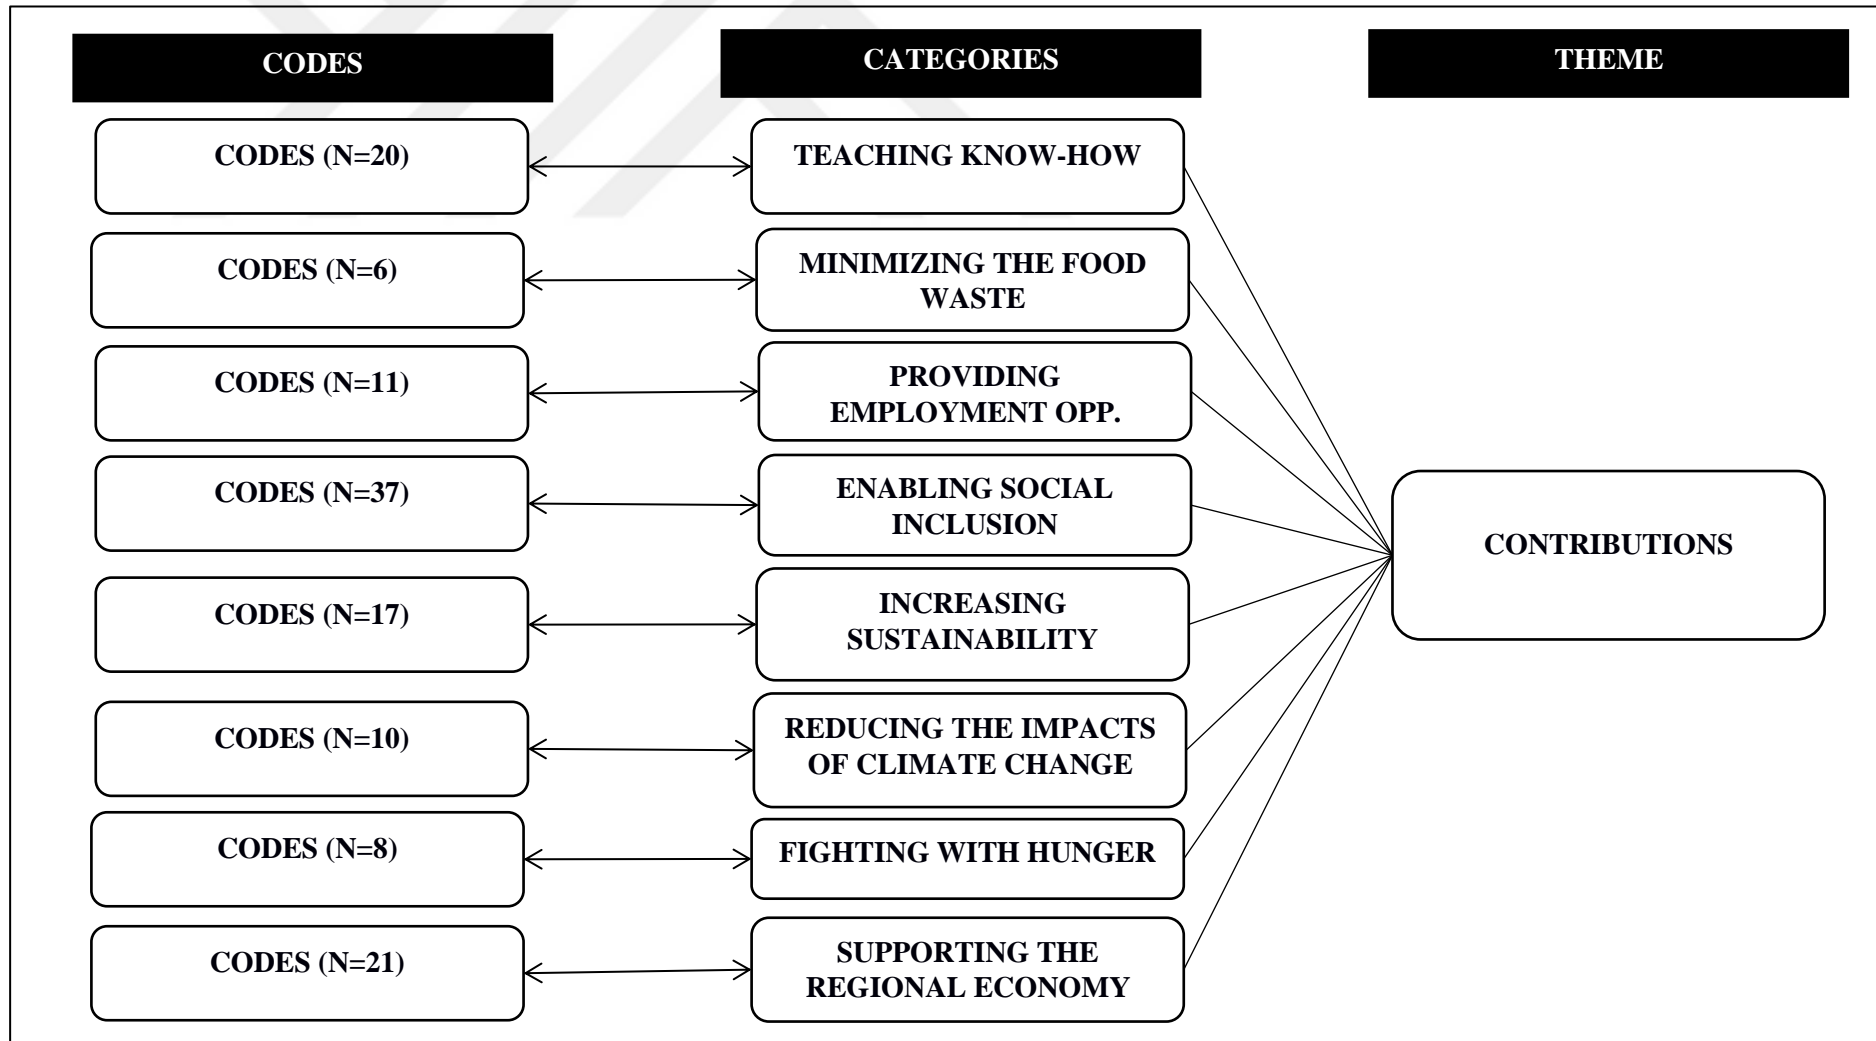 CODES
CATEGORIES
THEME
CODES (N=20)
TEACHING KNOW-HOW
CODES (N=6)
MINIMIZING THE FOOD
WASTE
CODES (N=11)
PROVIDING
EMPLOYMENT OPP.
CODES (N=37)
ENABLING SOCIAL
INCLUSION
CODES (N=17)
INCREASING
SUSTAINABILITY
CODES (N=10)
REDUCING THE IMPACTS
OF CLIMATE CHANGE
CODES (N=8)
FIGHTING WITH HUNGER
CODES (N=21)
SUPPORTING THE
REGIONAL ECONOMY
CONTRIBUTIONS